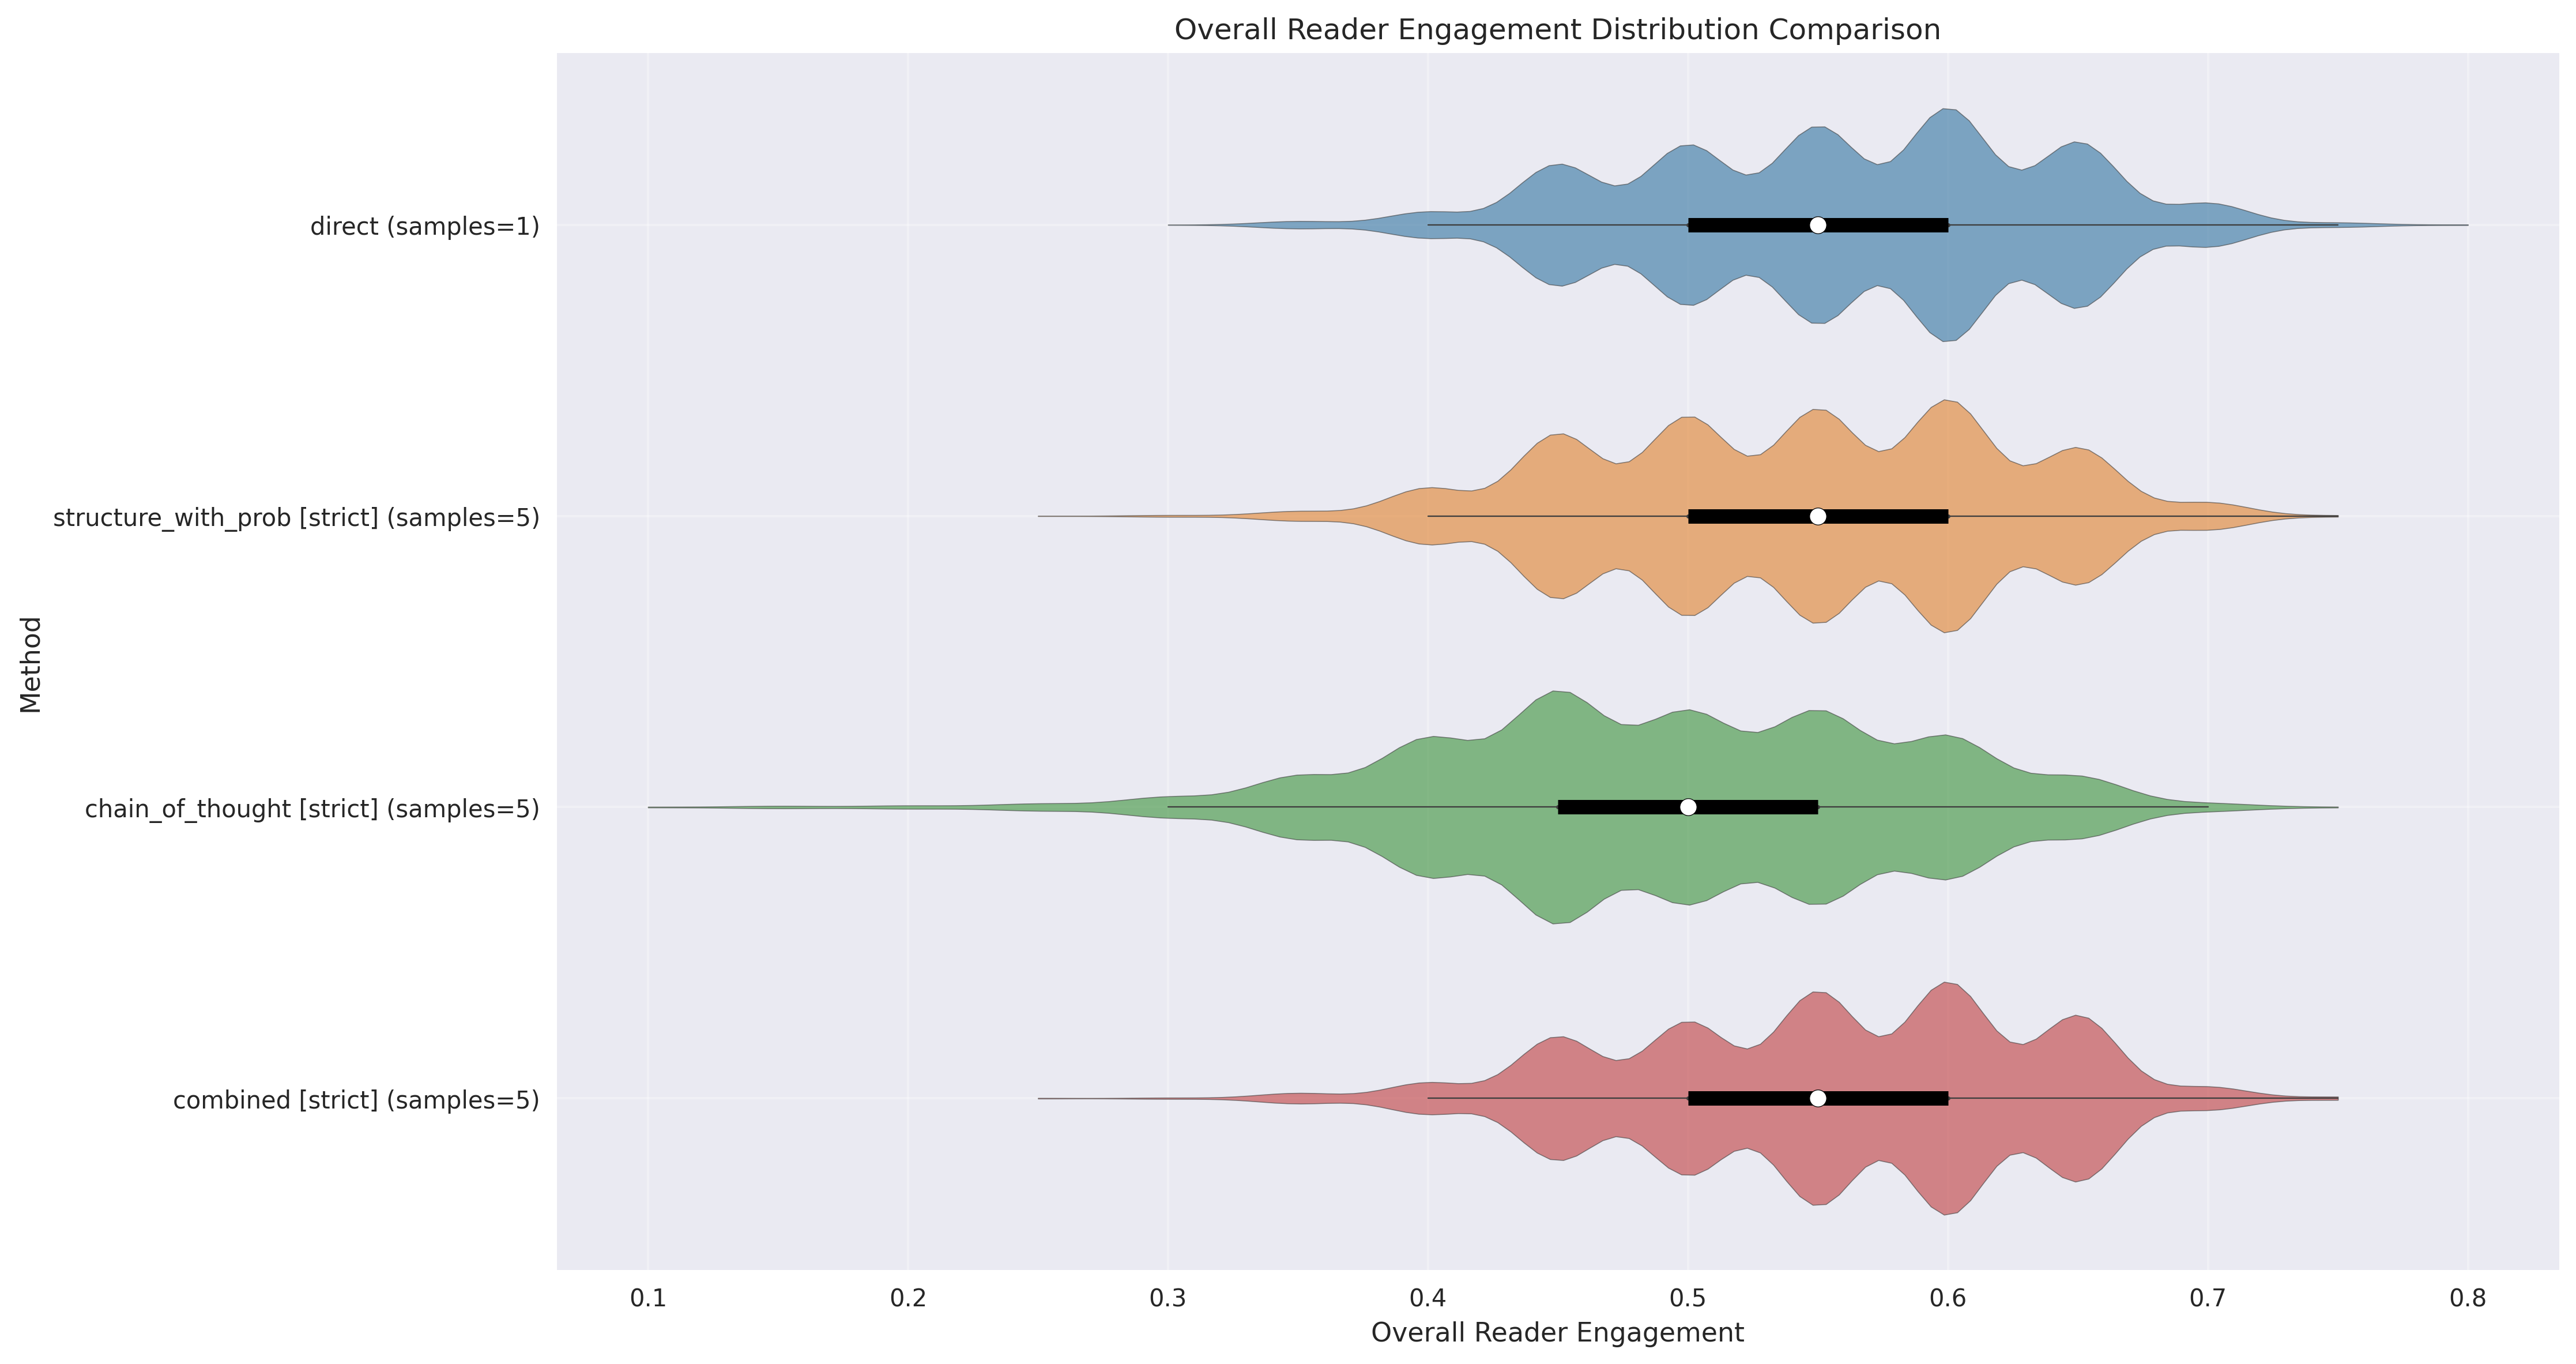 Overall Reader Engagement Distribution Comparison
direct (samples=1)
structure_with_prob [strict] (samples=5)
chain_of_thought [strict] (samples=5)
combined [strict] (samples=5)
Method
0.1 0.2 0.3 0.4 0.5 0.6 0.7 0.8
Overall Reader Engagement